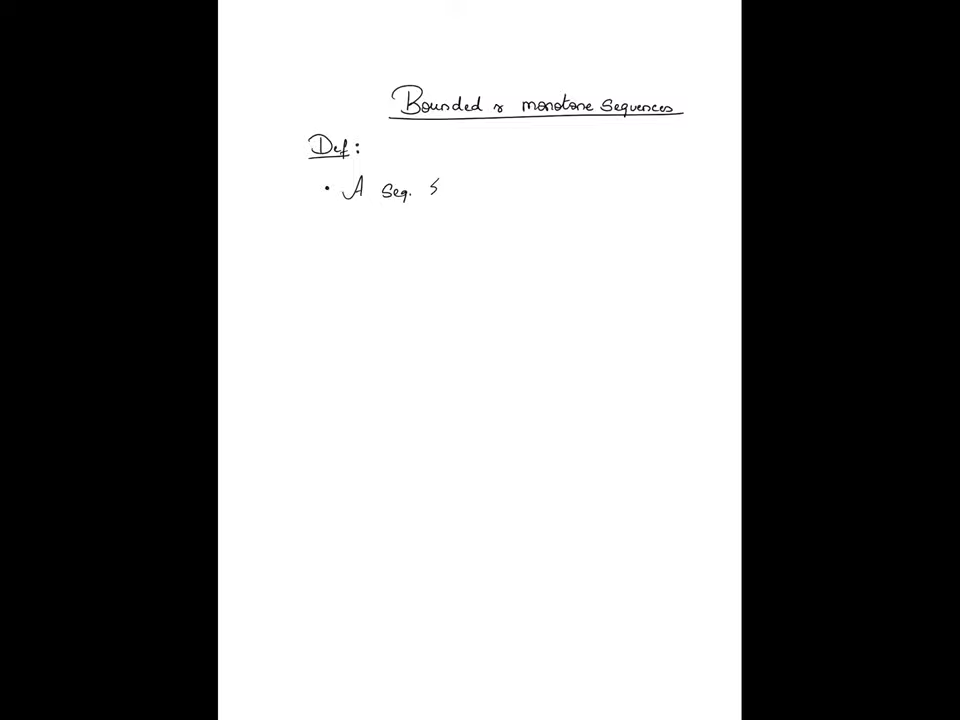 Bounded & monotone sequences
Def:
• A seq. {